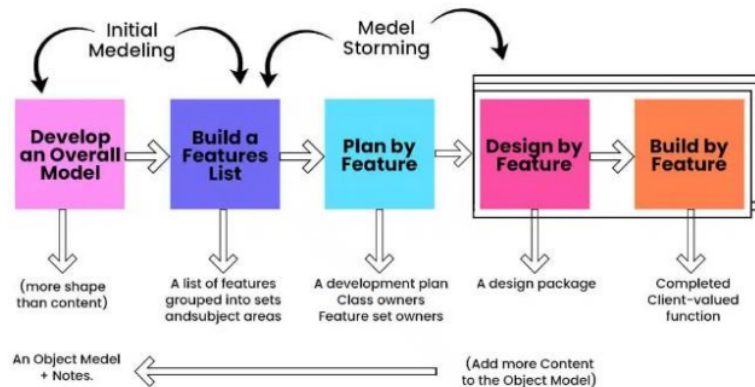 Initial
Medeling
Medel
Storming
Develop
an Overall
Model
Build a
Features
List
Plan by
Feature
Design by
Feature
Build by
Feature
(more shape
than content)
A list of features
grouped into sets
andsubject areas
A development plan
Class owners
Feature set owners
A design package
Completed
Client-valued
function
An Object Model
+ Notes.
(Add more Content
to the Object Model)